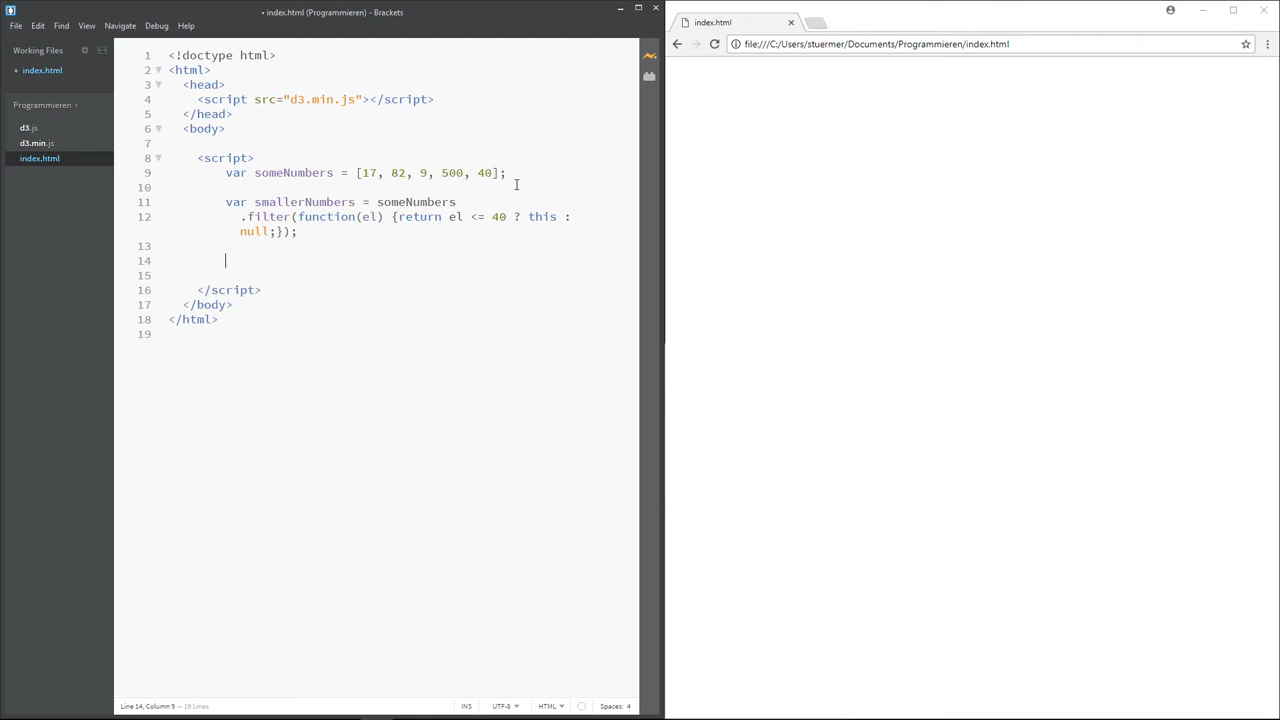 • index.html (Programmieren) - Brackets
File Edit Find View Navigate Debug Help
Working Files
• index.html
Programmieren
d3.js
d3.min.js
index.html
1 <!doctype html>
2 <html>
3 <head>
4 <script src="d3.min.js"></script>
5 </head>
6 <body>
7
8 <script>
9 var someNumbers = [17, 82, 9, 500, 40];
10
11 var smallerNumbers = someNumbers
12 .filter(function(el) {return el <= 40 ? this :
null;});
13
14
15
16 </script>
17 </body>
18 </html>
19
Line 14, Column 9 — 19 Lines
INS UTF-8 HTML Spaces: 4
index.html
file:///C:/Users/stuermer/Documents/Programmieren/index.html